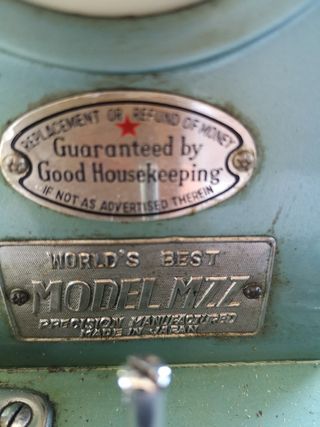 REPLACEMENT OR REFUND OF MONEY
Guaranteed by
Good Housekeeping
IF NOT AS ADVERTISED THEREIN
"WORLD'S BEST"
MODEL MZZ
PRECISION MANUFACTURED
MADE IN JAPAN